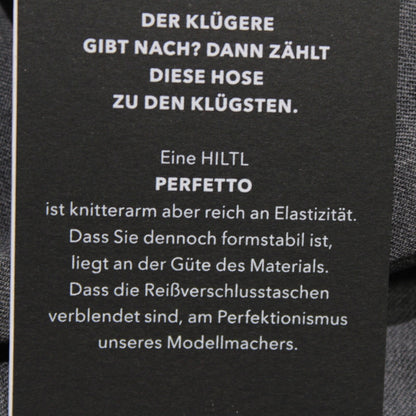 DER KLÜGERE
GIBT NACH? DANN ZÄHLT
DIESE HOSE
ZU DEN KLÜGSTEN.
Eine HILTL
PERFETTO
ist knitterarm aber reich an Elastizität.
Dass Sie dennoch formstabil ist,
liegt an der Güte des Materials.
Dass die Reißverschlusstaschen
verblendet sind, am Perfektionismus
unseres Modellmachers.